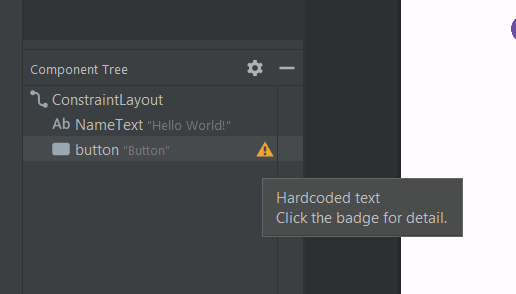 Component Tree
ConstraintLayout
Ab NameText "Hello World!"
button "Button"
Hardcoded text
Click the badge for detail.